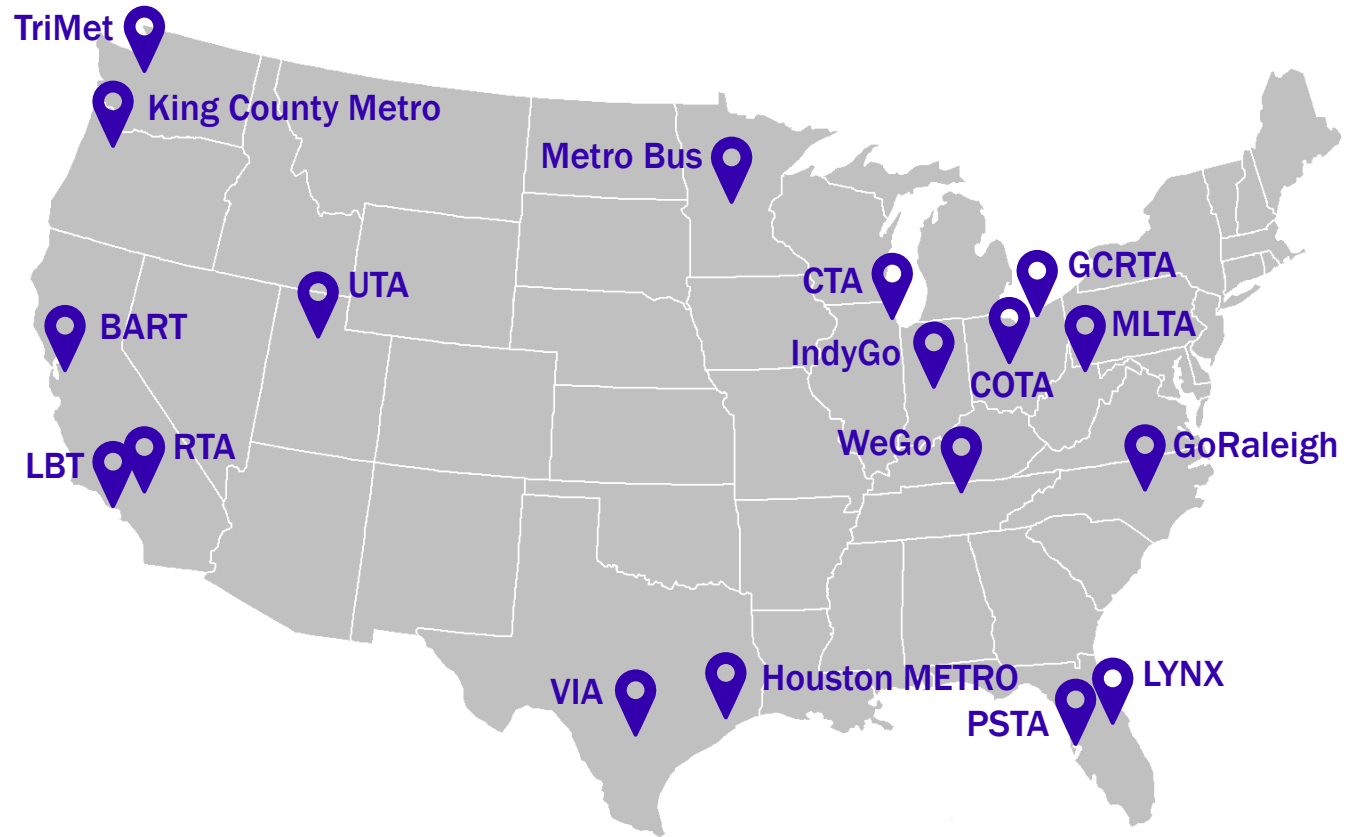 TriMet
King County Metro
Metro Bus
GCRTA
CTA
UTA
MLTA
BART
IndyGo
COTA
WeGo
GoRaleigh
RTA
LBT
LYNX
Houston METRO
VIA
PSTA